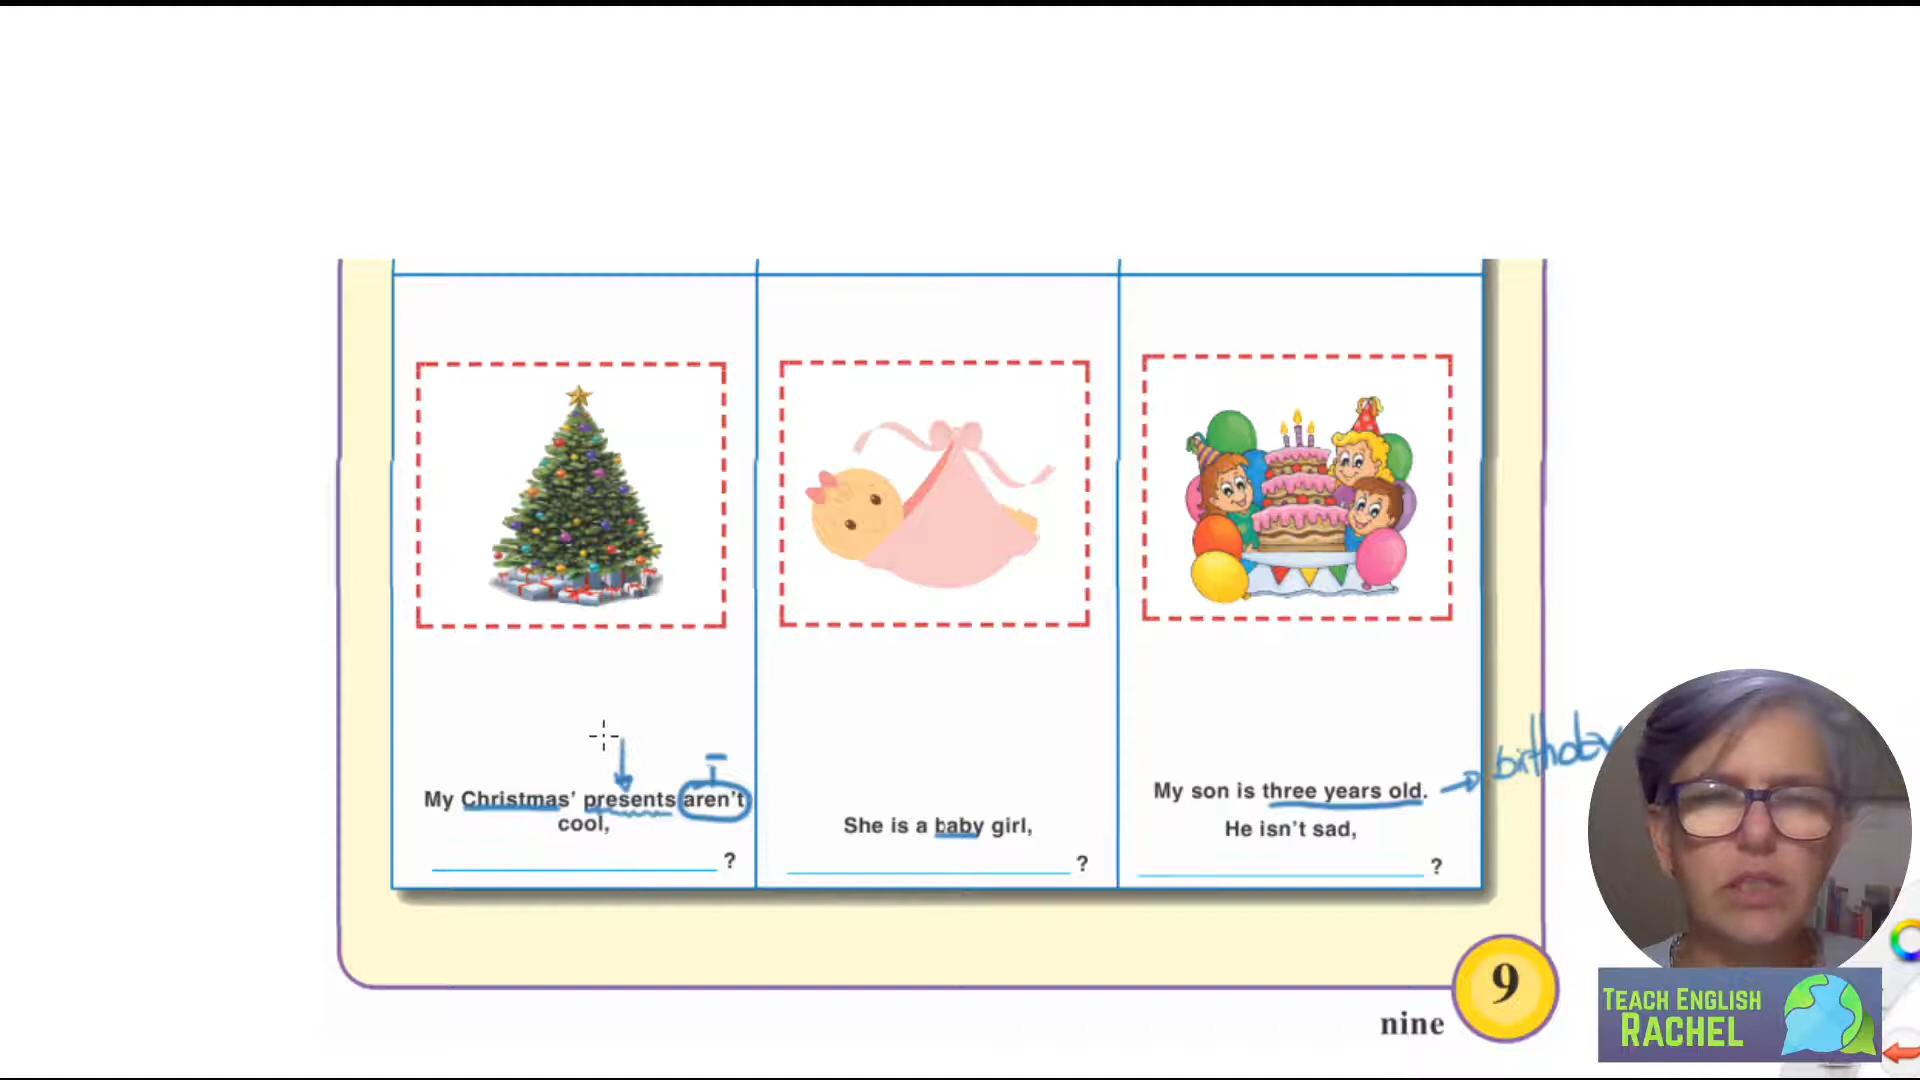 birthday
My Christmas' presents aren't
cool,
?
She is a baby girl,
?
My son is three years old.
He isn't sad,
?
9
nine
TEACH ENGLISH
RACHEL